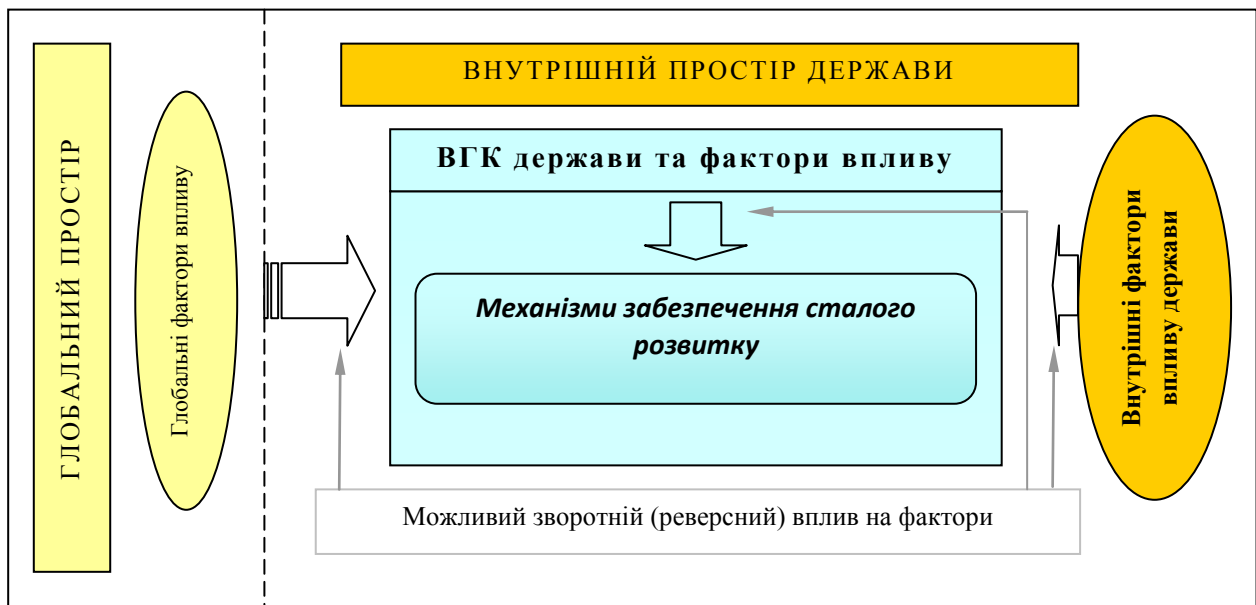 ГЛОБАЛЬНИЙ ПРОСТІР
Глобальні фактори впливу
ВНУТРІШНІЙ ПРОСТІР ДЕРЖАВИ
ВГК держави та фактори впливу
Механізми забезпечення сталого
розвитку
Внутрішні фактори
впливу держави
Можливий зворотній (реверсний) вплив на фактори